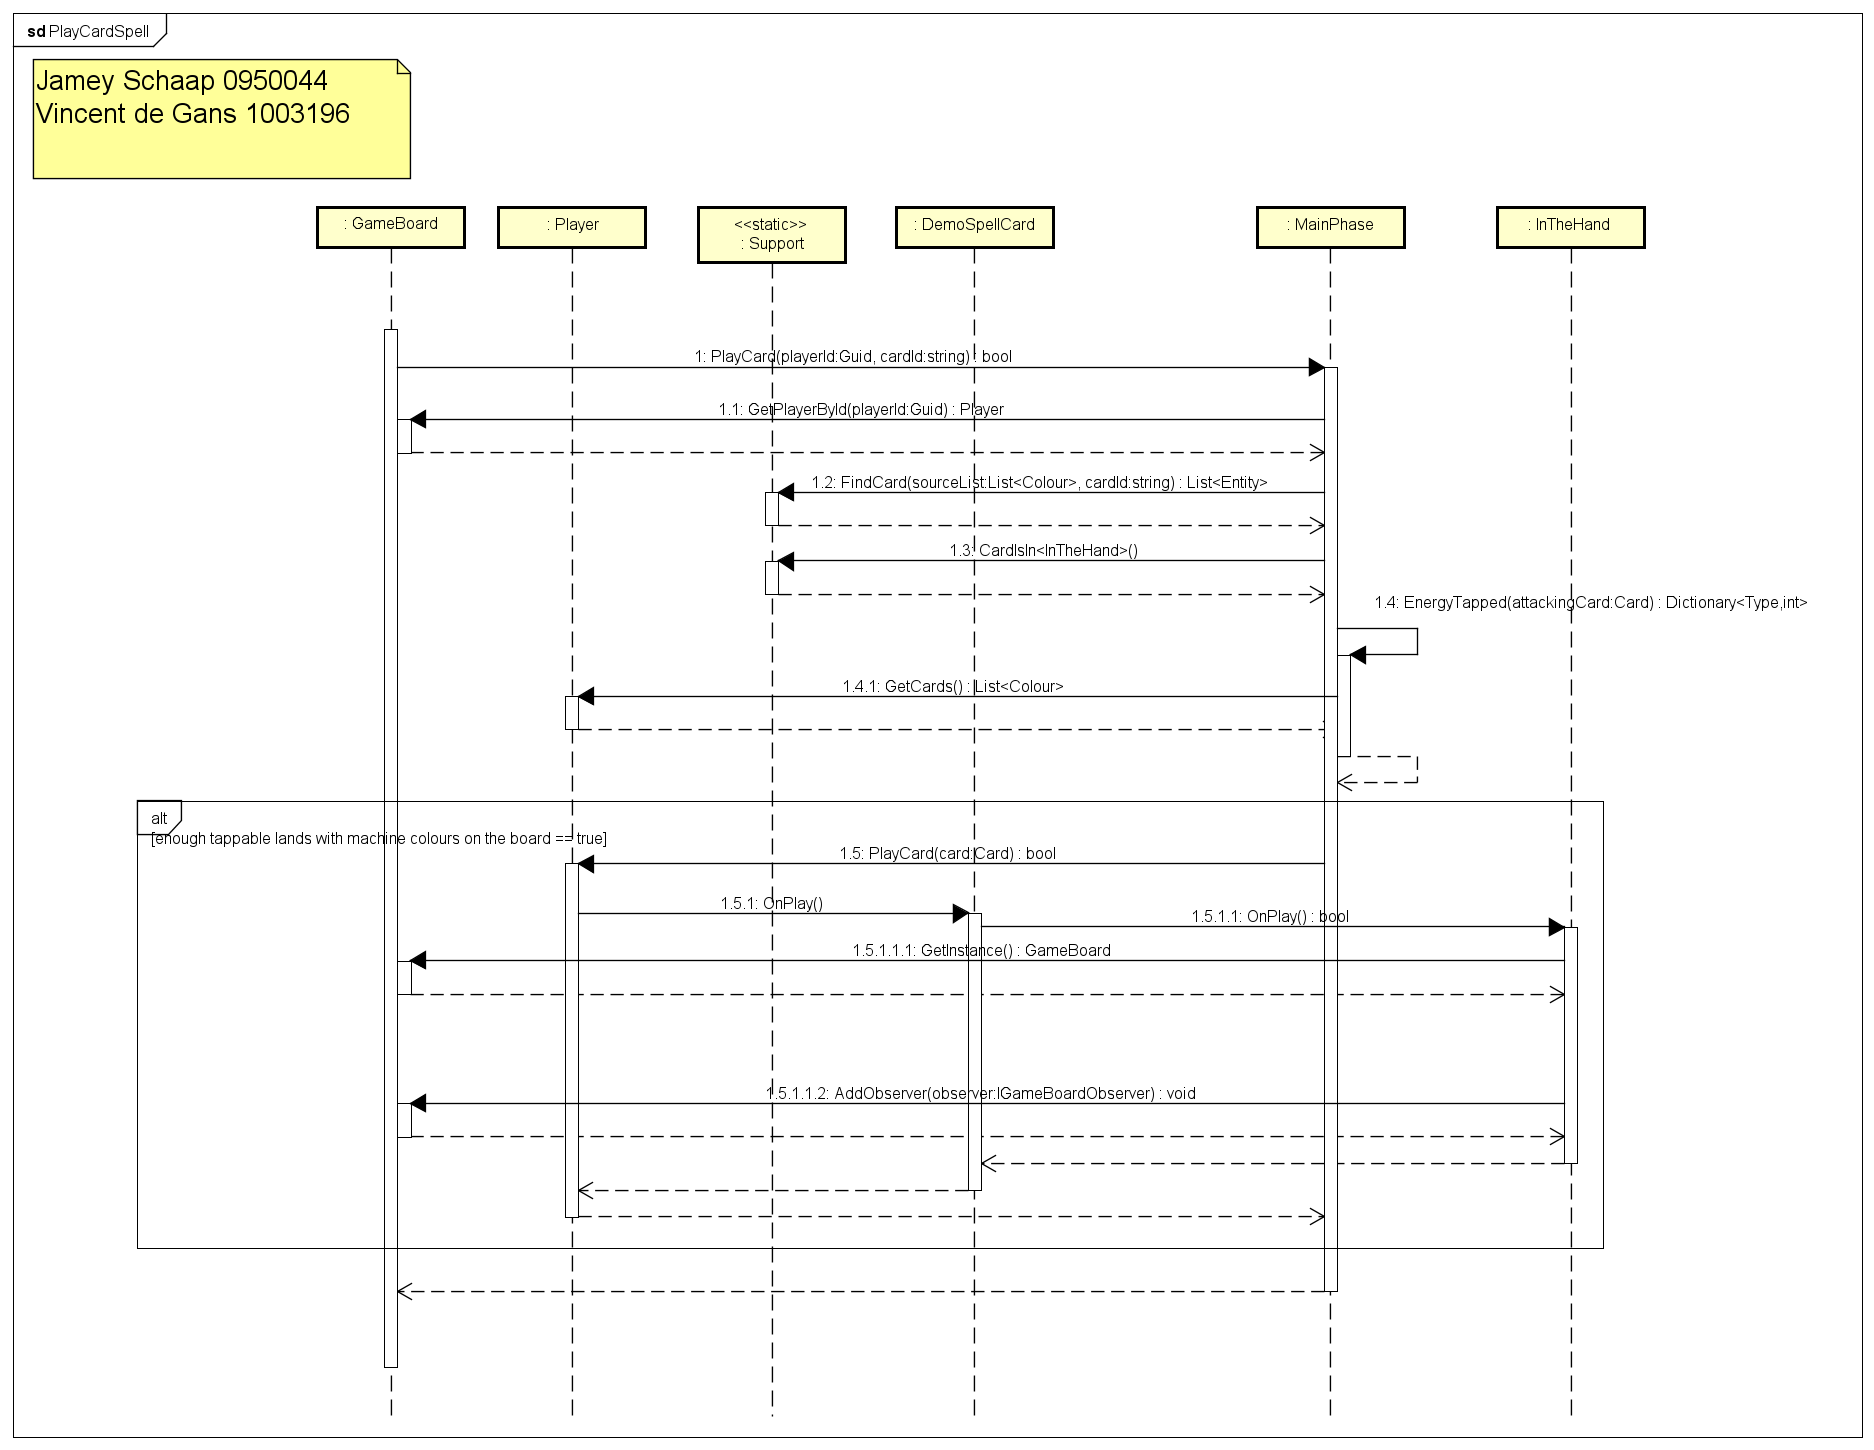 sd PlayCardSpell
Jamey Schaap 0950044
Vincent de Gans 1003196
: GameBoard
: Player
<<static>>
: Support
: DemoSpellCard
: MainPhase
: InTheHand
1: PlayCard(playerId:Guid, cardId:string) : bool
1.1: GetPlayerById(playerId:Guid) : Player
1.2: FindCard(sourceList:List<Colour>, cardId:string) : List<Entity>
1.3: CardIsIn<InTheHand>()
1.4: EnergyTapped(attackingCard:Card) : Dictionary<Type,int>
1.4.1: GetCards() : List<Colour>
alt
[enough tappable lands with machine colours on the board == true]
1.5: PlayCard(card:Card) : bool
1.5.1: OnPlay()
1.5.1.1: OnPlay() : bool
1.5.1.1.1: GetInstance() : GameBoard
1.5.1.1.2: AddObserver(observer:IGameBoardObserver) : void